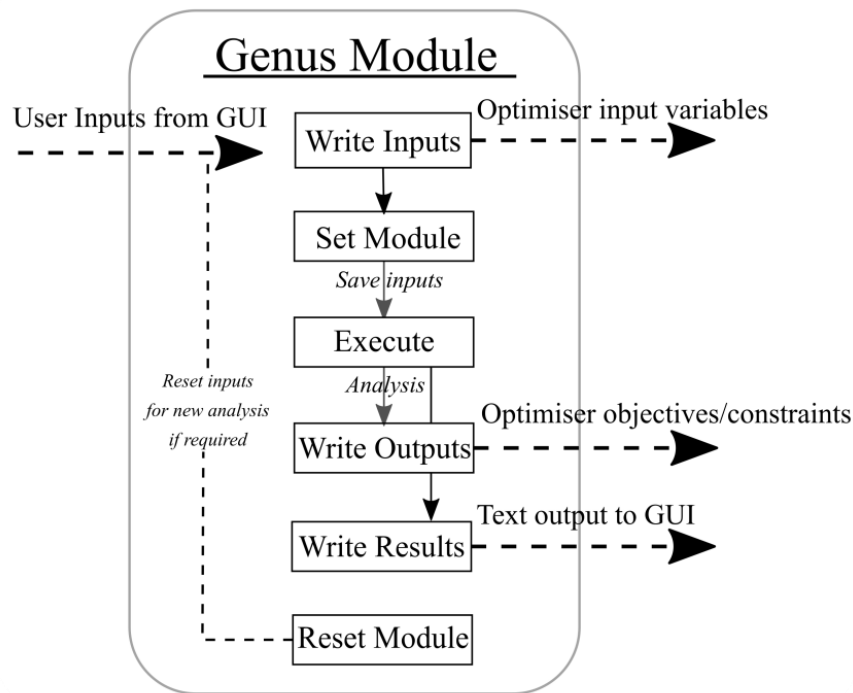 Genus Module
User Inputs from GUI
Optimiser input variables
Write Inputs
Set Module
Save inputs
Execute
Analysis
Reset inputs
for new analysis
if required
Optimiser objectives/constraints
Write Outputs
Text output to GUI
Write Results
Reset Module